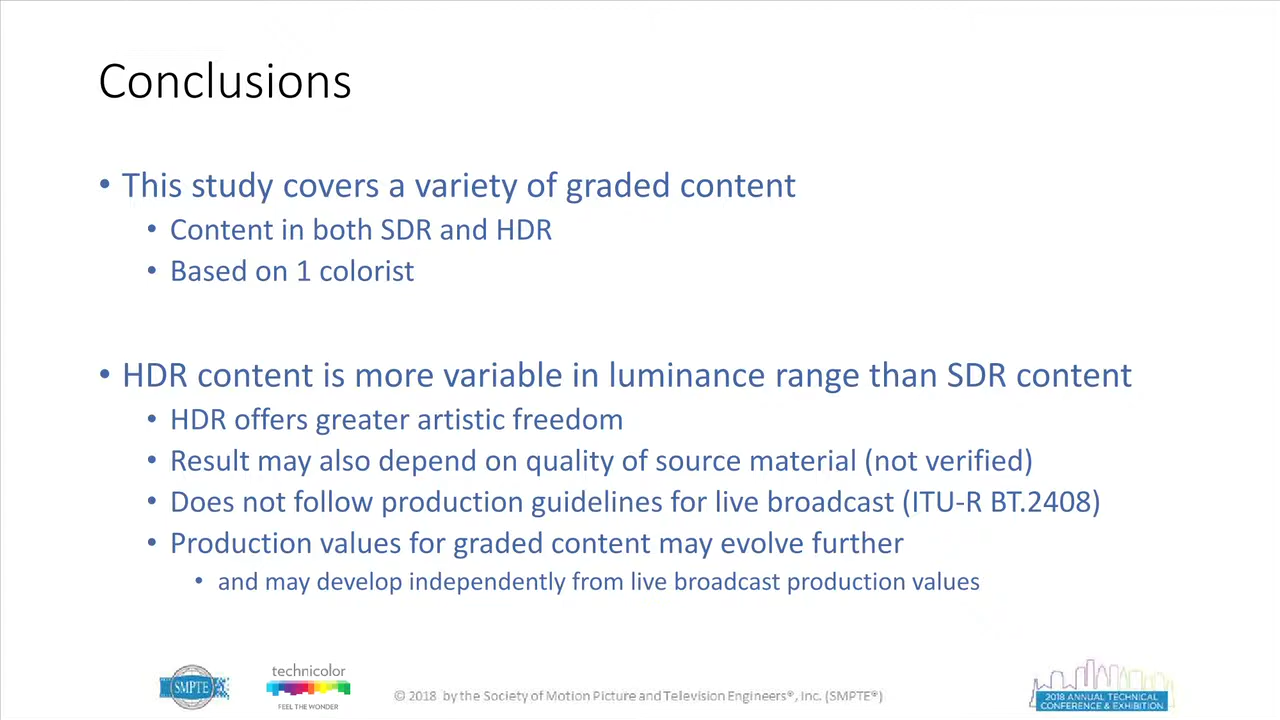 Conclusions
• This study covers a variety of graded content
• Content in both SDR and HDR
• Based on 1 colorist
• HDR content is more variable in luminance range than SDR content
• HDR offers greater artistic freedom
• Result may also depend on quality of source material (not verified)
• Does not follow production guidelines for live broadcast (ITU-R BT.2408)
• Production values for graded content may evolve further
• and may develop independently from live broadcast production values
SMPTE
technicolor
FEEL THE WONDER
© 2018 by the Society of Motion Picture and Television Engineers®, Inc. (SMPTE®)
2018 ANNUAL TECHNICAL
CONFERENCE & EXHIBITION